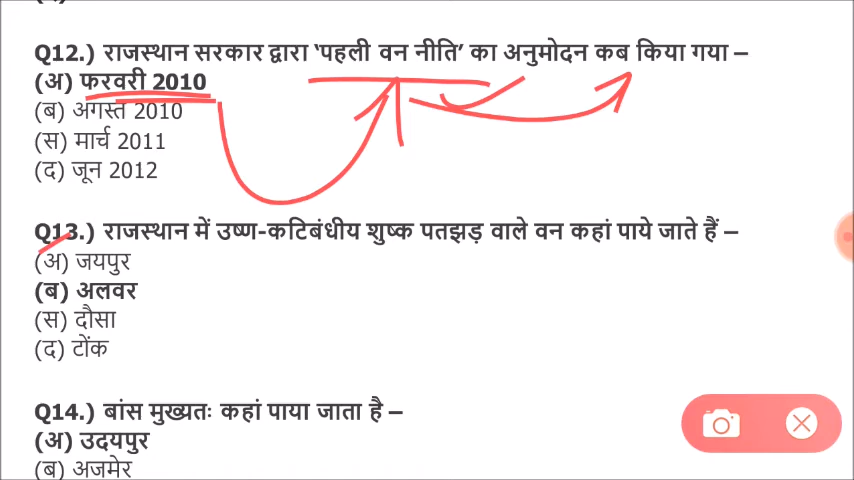 Q12.) राजस्थान सरकार द्वारा 'पहली वन नीति' का अनुमोदन कब किया गया –
(अ) फरवरी 2010
(ब) अगस्त 2010
(स) मार्च 2011
(द) जून 2012
Q13.) राजस्थान में उष्ण-कटिबंधीय शुष्क पतझड़ वाले वन कहां पाये जाते हैं –
(अ) जयपुर
(ब) अलवर
(स) दौसा
(द) टोंक
Q14.) बांस मुख्यतः कहां पाया जाता है –
(अ) उदयपुर
(ब) अजमेर